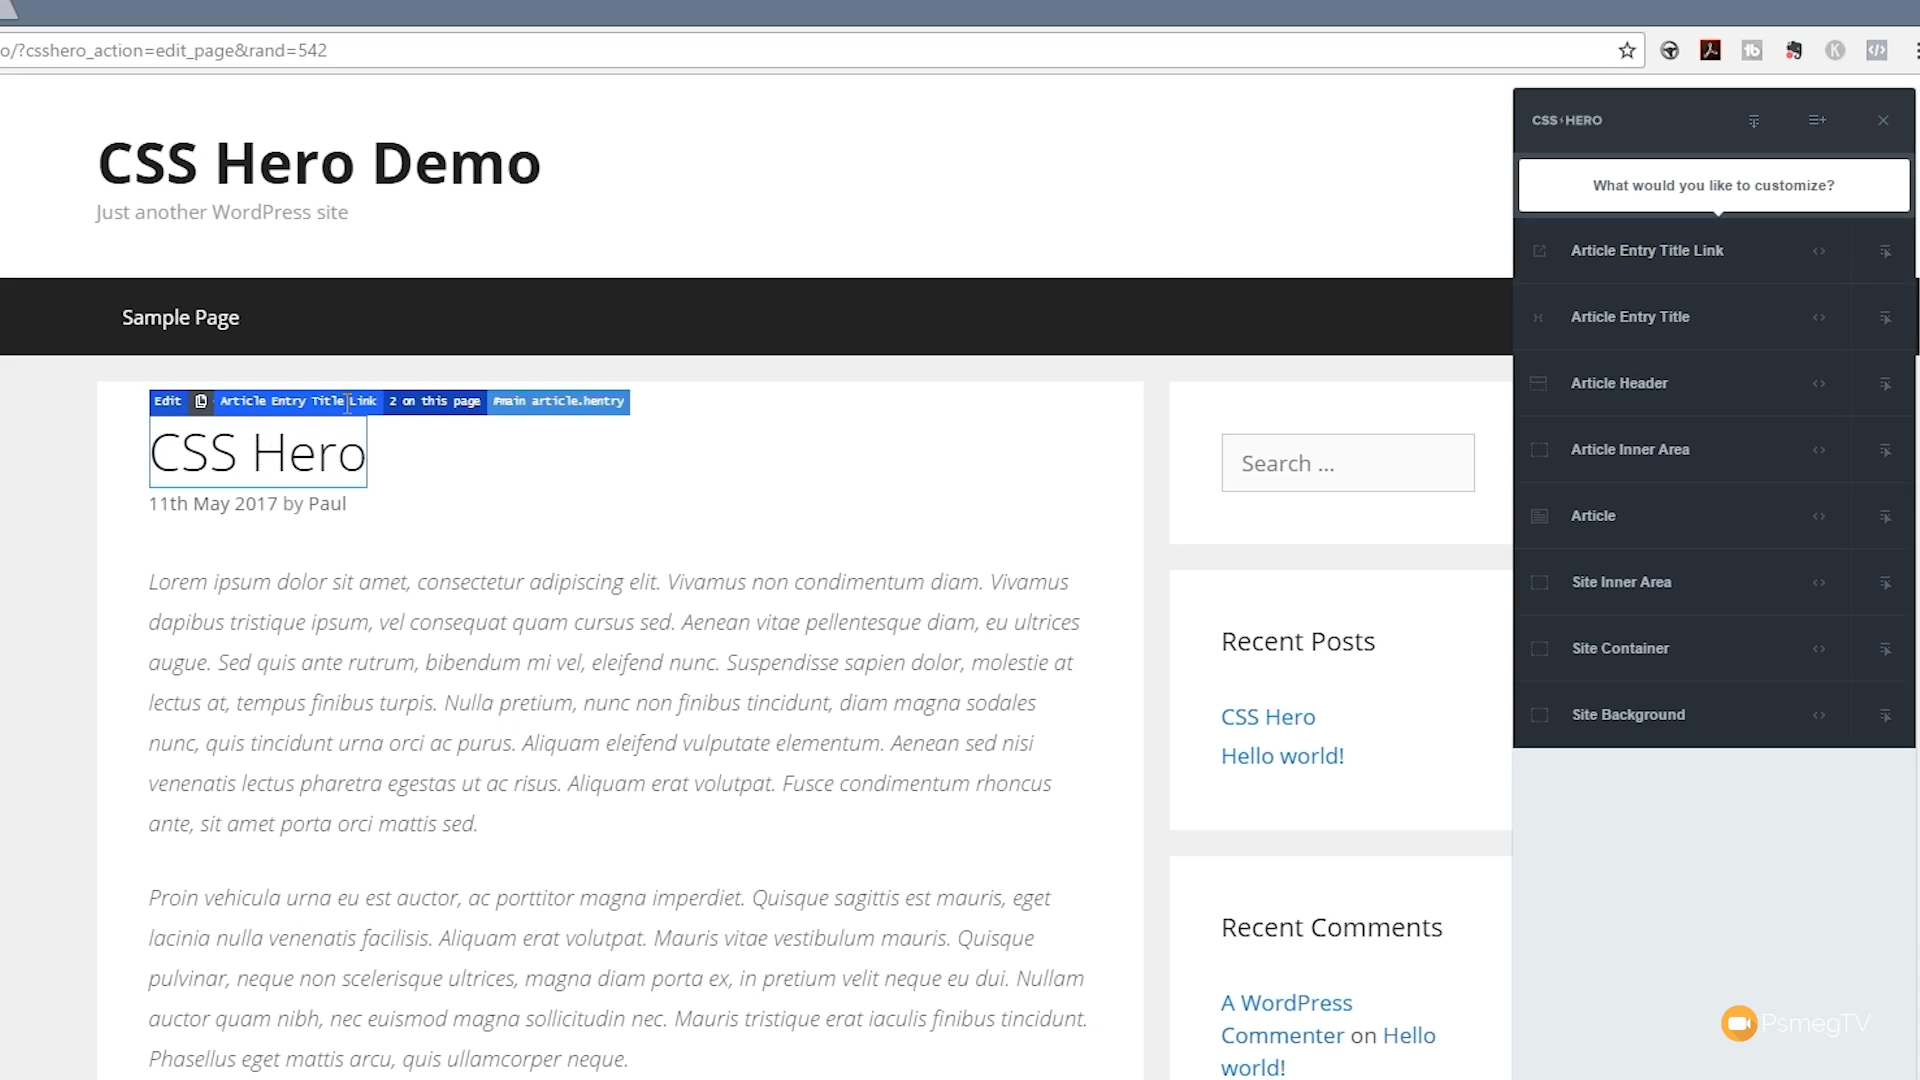 o/?csshero_action=edit_page&rand=542
CSS HERO
What would you like to customize?
Article Entry Title Link
Article Entry Title
Article Header
Article Inner Area
Article
Site Inner Area
Site Container
Site Background
CSS Hero Demo
Just another WordPress site
Sample Page
Edit Article Entry Title Link 2 on this page #main article.hentry
CSS Hero
11th May 2017 by Paul
Lorem ipsum dolor sit amet, consectetur adipiscing elit. Vivamus non condimentum diam. Vivamus
dapibus tristique ipsum, vel consequat quam cursus sed. Aenean vitae pellentesque diam, eu ultrices
augue. Sed quis ante rutrum, bibendum mi vel, eleifend nunc. Suspendisse sapien dolor, molestie at
lectus at, tempus finibus turpis. Nulla pretium, nunc non finibus tincidunt, diam magna sodales
nunc, quis tincidunt urna orci ac purus. Aliquam eleifend vulputate elementum. Aenean sed nisi
venenatis lectus pharetra egestas ut ac risus. Aliquam erat volutpat. Fusce condimentum rhoncus
ante, sit amet porta orci mattis sed.
Proin vehicula urna eu est auctor, ac porttitor magna imperdiet. Quisque sagittis est mauris, eget
lacinia nulla venenatis facilisis. Aliquam erat volutpat. Mauris vitae vestibulum mauris. Quisque
pulvinar, neque non scelerisque ultrices, magna diam porta ex, in pretium velit neque eu dui. Nullam
auctor quam nibh, nec euismod magna sollicitudin nec. Mauris tristique erat iaculis finibus tincidunt.
Phasellus eget mattis arcu, quis ullamcorper neque.
Search ...
Recent Posts
CSS Hero
Hello world!
Recent Comments
A WordPress
Commenter on Hello
world!
PsmegTV